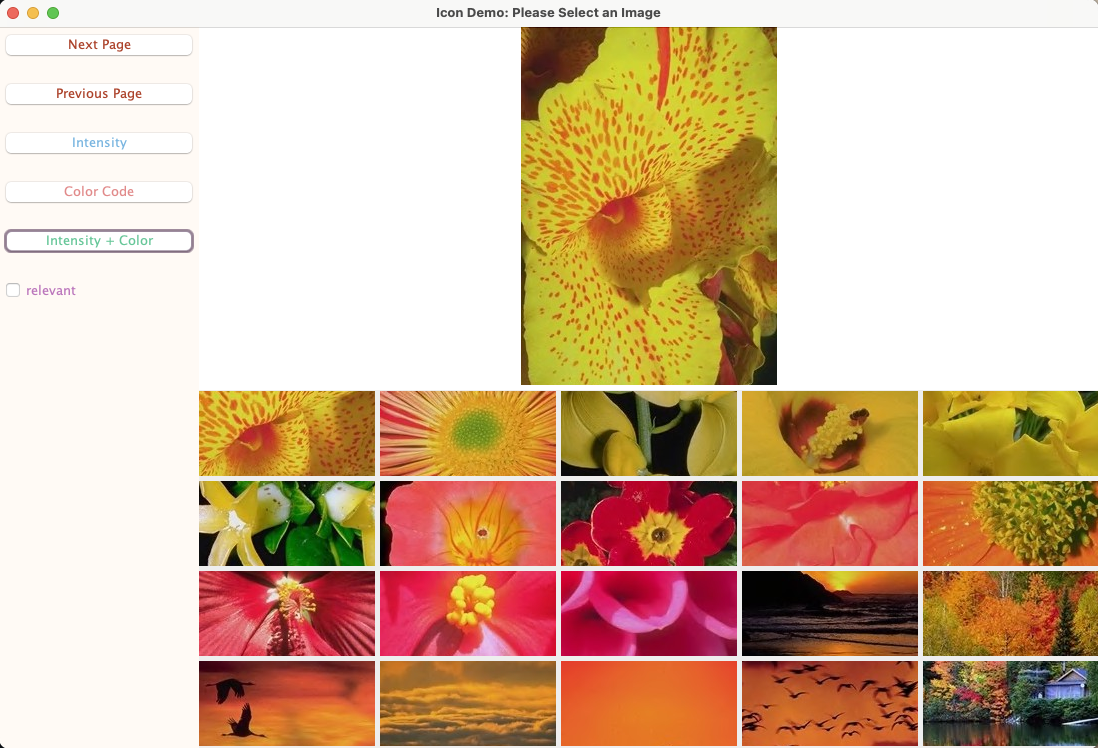 Icon Demo: Please Select an Image
Next Page
Previous Page
Intensity
Color Code
Intensity + Color
relevant